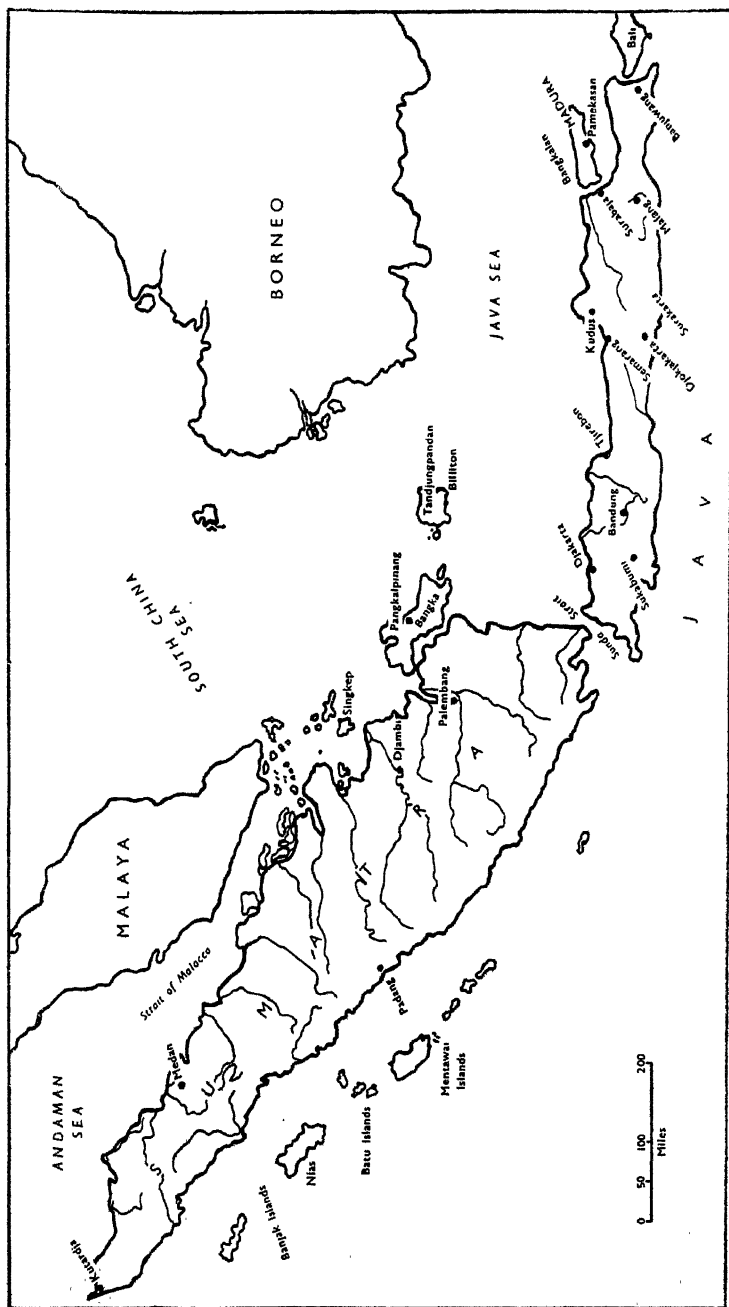 ANDAMAN
SEA
MALAYA
SOUTH CHINA
SEA
BORNEO
Strait of Malacca
Kutardja
Medan
SUMATRA
Singkep
Banjak Islands
Nias
Batu Islands
Mentawai
Islands
Padang
Djambi
Palembang
Pangkalpinang
Bangka
Tandjungpandan
Billiton
JAVA SEA
Sunda
Strait
Djakarta
Sukabumi
Bandung
Tjirebon
Semarang
Kudus
Djokjakarta
Surakarta
Surabaja
Malang
Bangkalan
MADURA
Pamekasan
Banjuwangi
Bali
JAVA
0 50 100 200
Miles